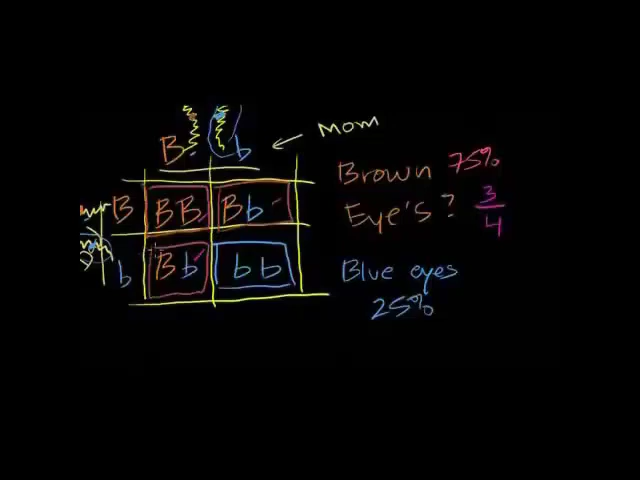 Mom
B b
B BB Bb
b Bb bb
Brown 75%
Eye's ? 3/4
Blue eyes
25%